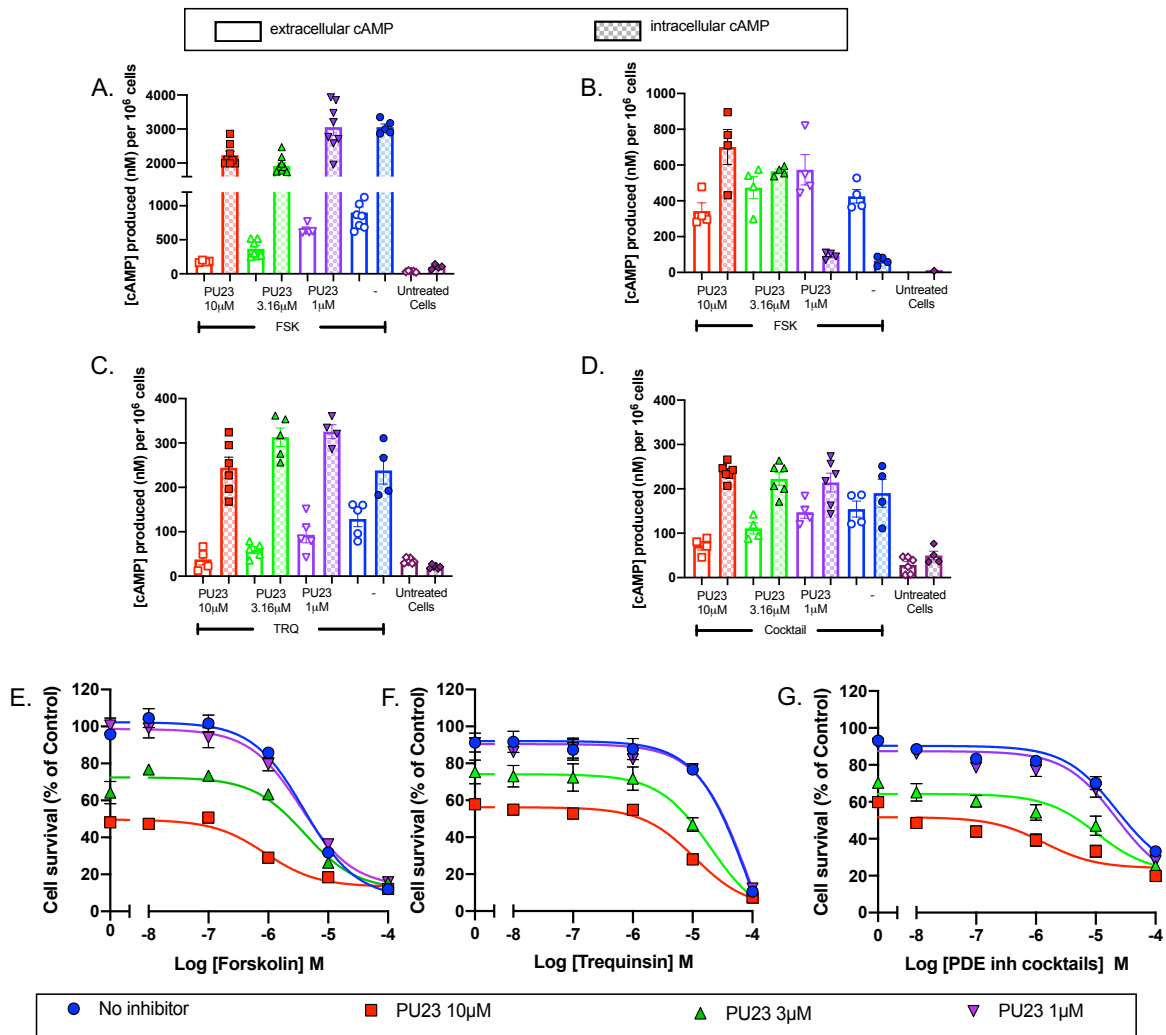 extracellular cAMP
intracellular cAMP
A.
[cAMP] produced (nM) per 10⁶ cells
4000
3000
2000
1000
500
0
PU23 10µM
PU23 3.16µM
PU23 1µM
-
Untreated Cells
FSK
B.
[cAMP] produced (nM) per 10⁶ cells
1000
800
600
400
200
0
PU23 10µM
PU23 3.16µM
PU23 1µM
-
Untreated Cells
FSK
C.
[cAMP] produced (nM) per 10⁶ cells
400
300
200
100
0
PU23 10µM
PU23 3.16µM
PU23 1µM
-
Untreated Cells
TRQ
D.
[cAMP] produced (nM) per 10⁶ cells
400
300
200
100
0
PU23 10µM
PU23 3.16µM
PU23 1µM
-
Untreated Cells
Cocktail
E.
Cell survival (% of Control)
120
100
80
60
40
20
0
0 -8 -7 -6 -5 -4
Log [Forskolin] M
F.
Cell survival (% of Control)
120
100
80
60
40
20
0
0 -8 -7 -6 -5 -4
Log [Trequinsin] M
G.
Cell survival (% of Control)
120
100
80
60
40
20
0
0 -8 -7 -6 -5 -4
Log [PDE inh cocktails] M
No inhibitor
PU23 10µM
PU23 3µM
PU23 1µM